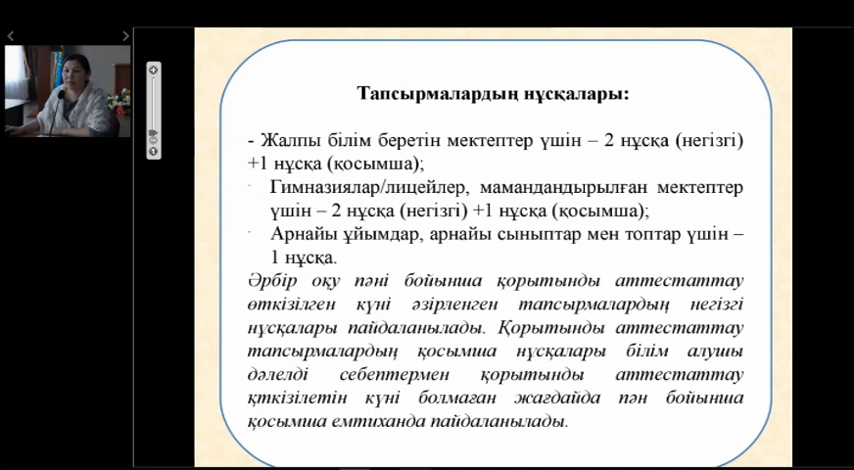 Тапсырмалардың нұсқалары:
- Жалпы білім беретін мектептер үшін – 2 нұсқа (негізгі)
+1 нұсқа (қосымша);
Гимназиялар/лицейлер, мамандандырылған мектептер
үшін – 2 нұсқа (негізгі) +1 нұсқа (қосымша);
Арнайы ұйымдар, арнайы сыныптар мен топтар үшін –
1 нұсқа.
Әрбір оқу пәні бойынша қорытынды аттестаттау
өткізілген күні әзірленген тапсырмалардың негізгі
нұсқалары пайдаланылады. Қорытынды аттестаттау
тапсырмалардың қосымша нұсқалары білім алушы
дәлелді себептермен қорытынды аттестаттау
қткізілетін күні болмаған жағдайда пән бойынша
қосымша емтиханда пайдаланылады.